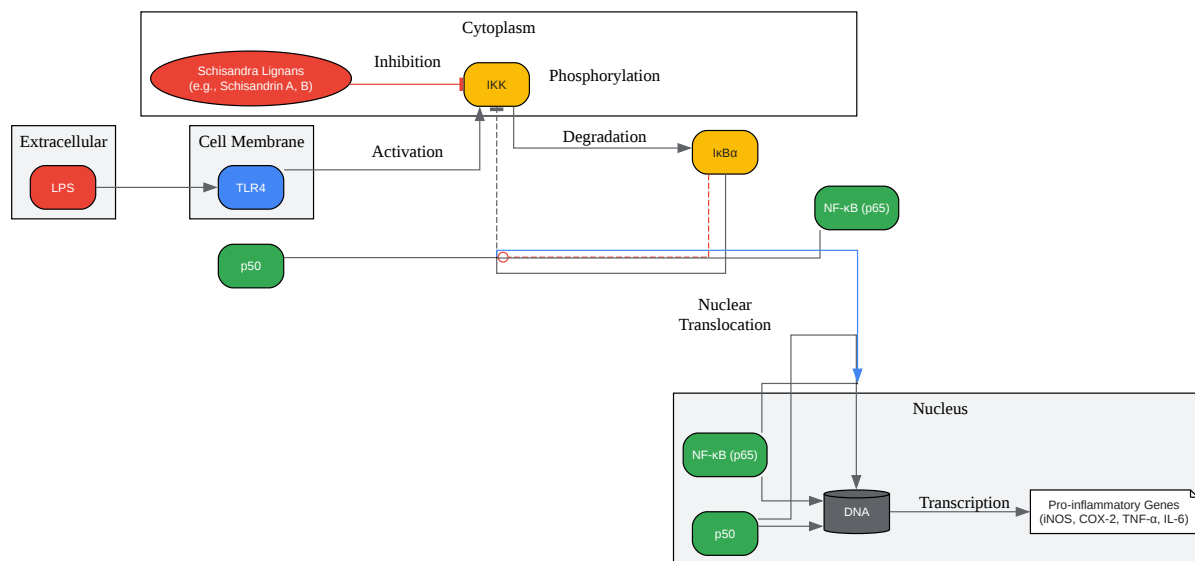 Cytoplasm
Schisandra Lignans
(e.g., Schisandrin A, B)
Inhibition
IKK
Phosphorylation
Extracellular
LPS
Cell Membrane
TLR4
Activation
Degradation
IκBα
NF-κB (p65)
p50
Nuclear
Translocation
Nucleus
NF-κB (p65)
p50
DNA
Transcription
Pro-inflammatory Genes
(iNOS, COX-2, TNF-α, IL-6)